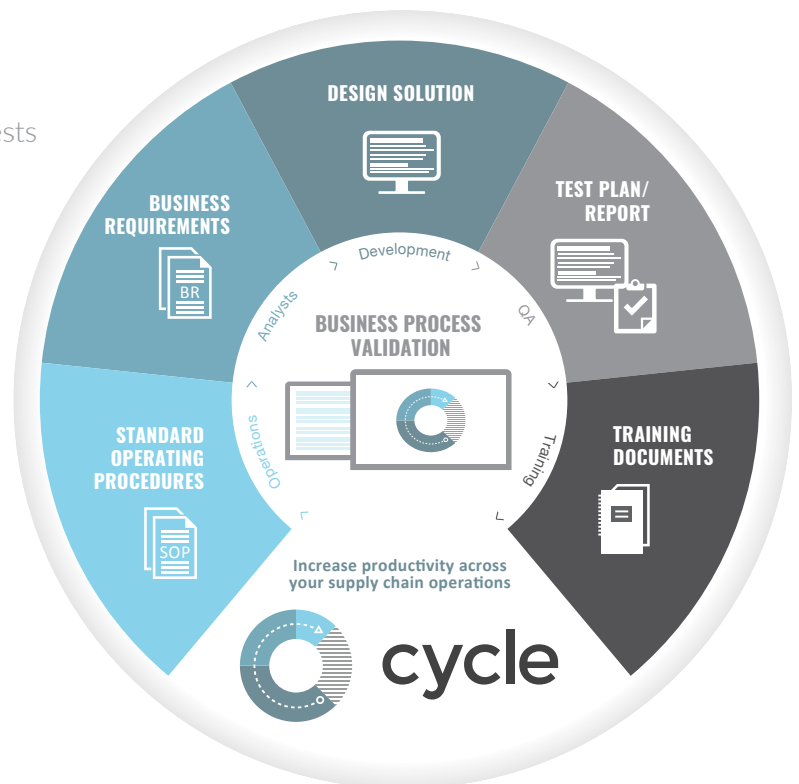 ests
DESIGN SOLUTION
TEST PLAN/
REPORT
BUSINESS
REQUIREMENTS
BR
Development
Analysts
QA
BUSINESS PROCESS
VALIDATION
Operations
Training
STANDARD
OPERATING
PROCEDURES
SOP
TRAINING
DOCUMENTS
Increase productivity across
your supply chain operations
cycle